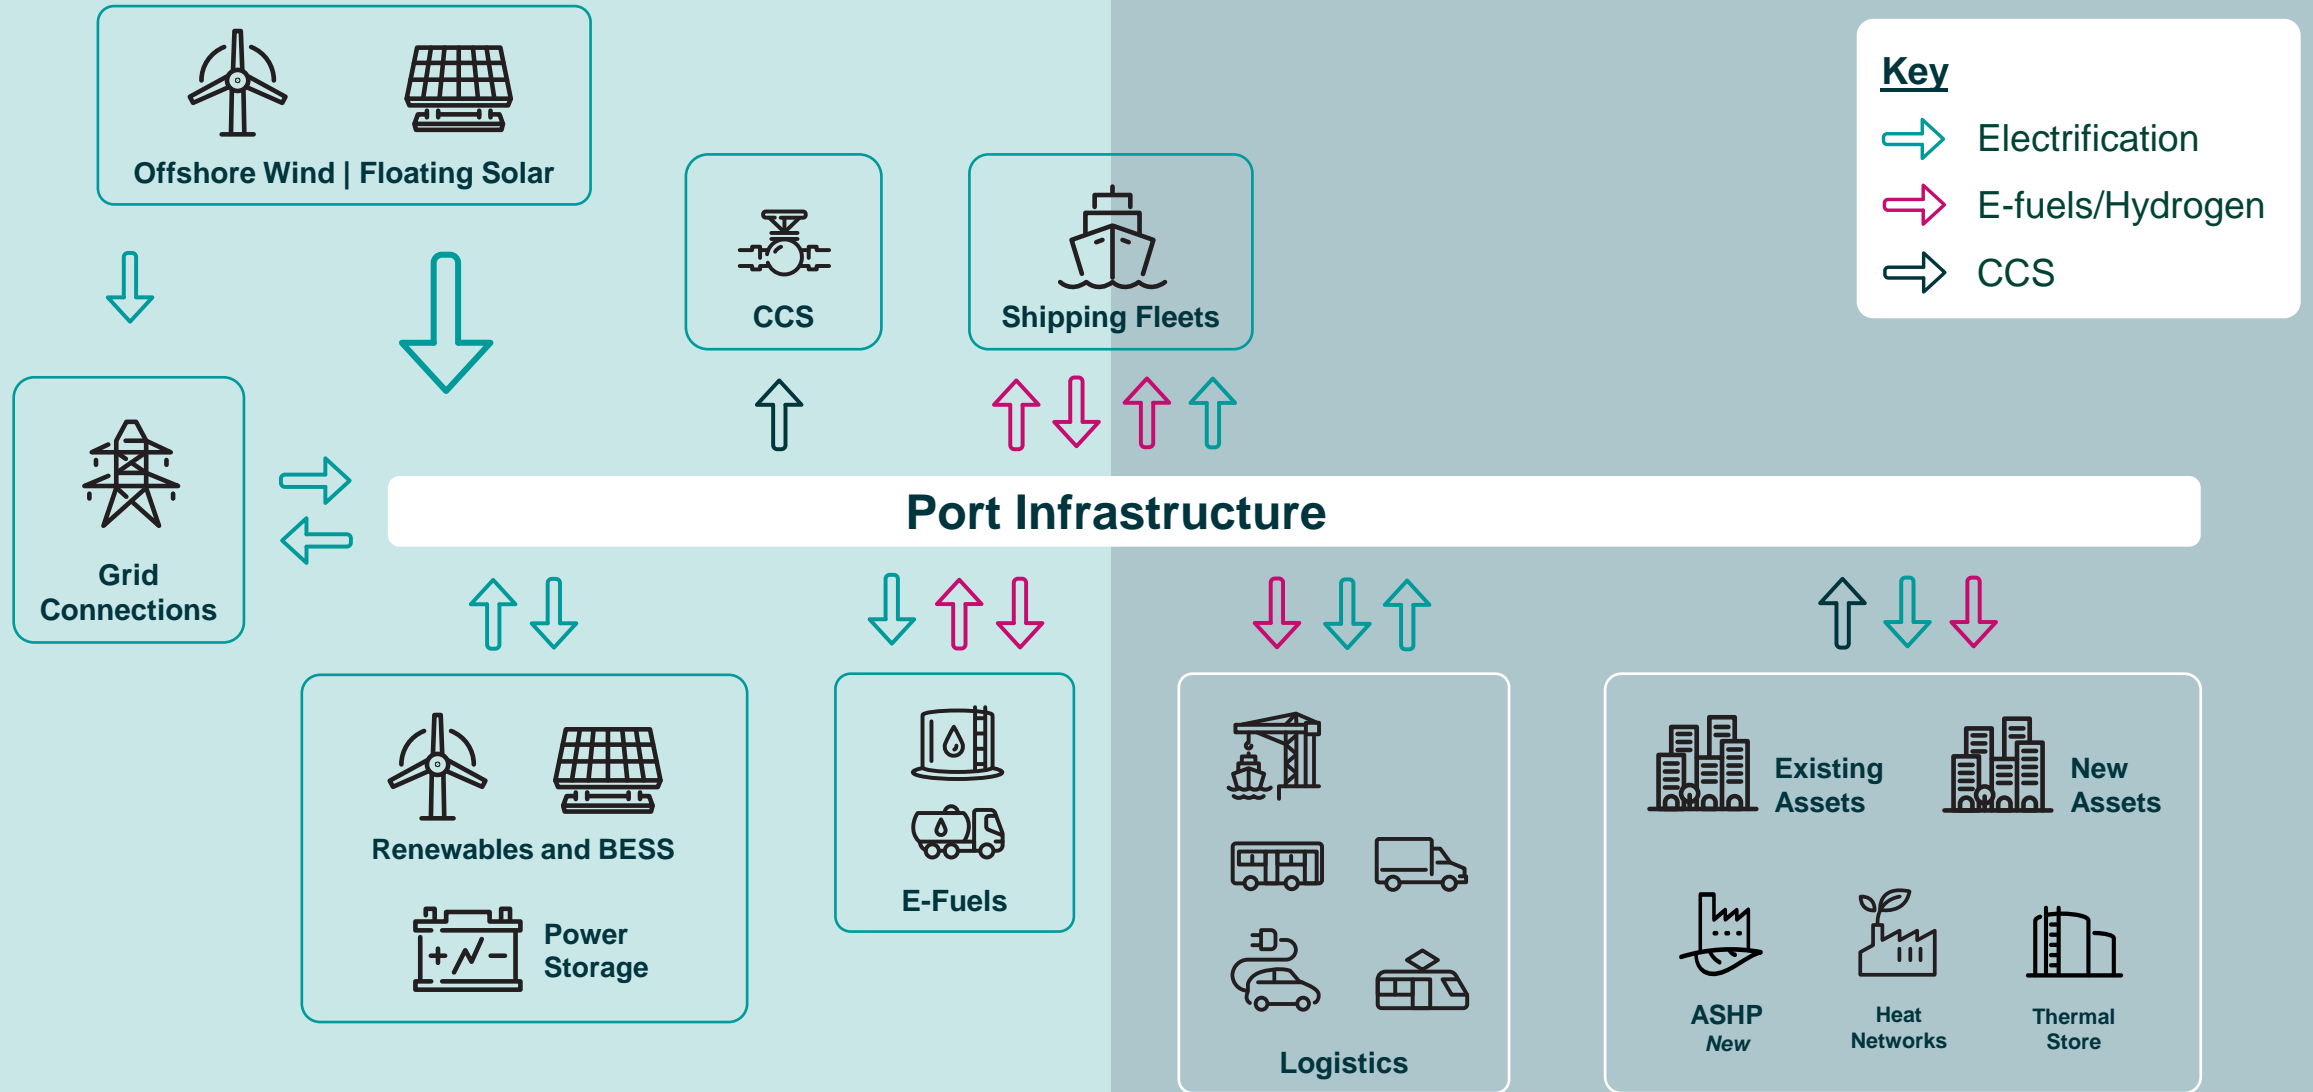 Offshore Wind | Floating Solar
Key
Electrification
E-fuels/Hydrogen
CCS
CCS
Shipping Fleets
Grid
Connections
Port Infrastructure
Renewables and BESS
Power
Storage
E-Fuels
Logistics
Existing
Assets
New
Assets
ASHP
New
Heat
Networks
Thermal
Store